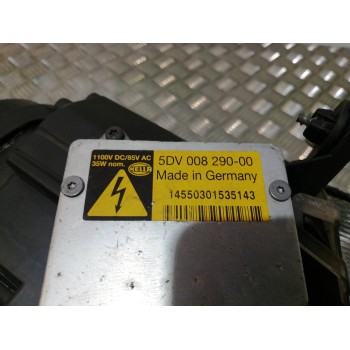 1100V DC/85V AC
35W nom.
HELLA
5DV 008 290-00
Made in Germany
14550301535143